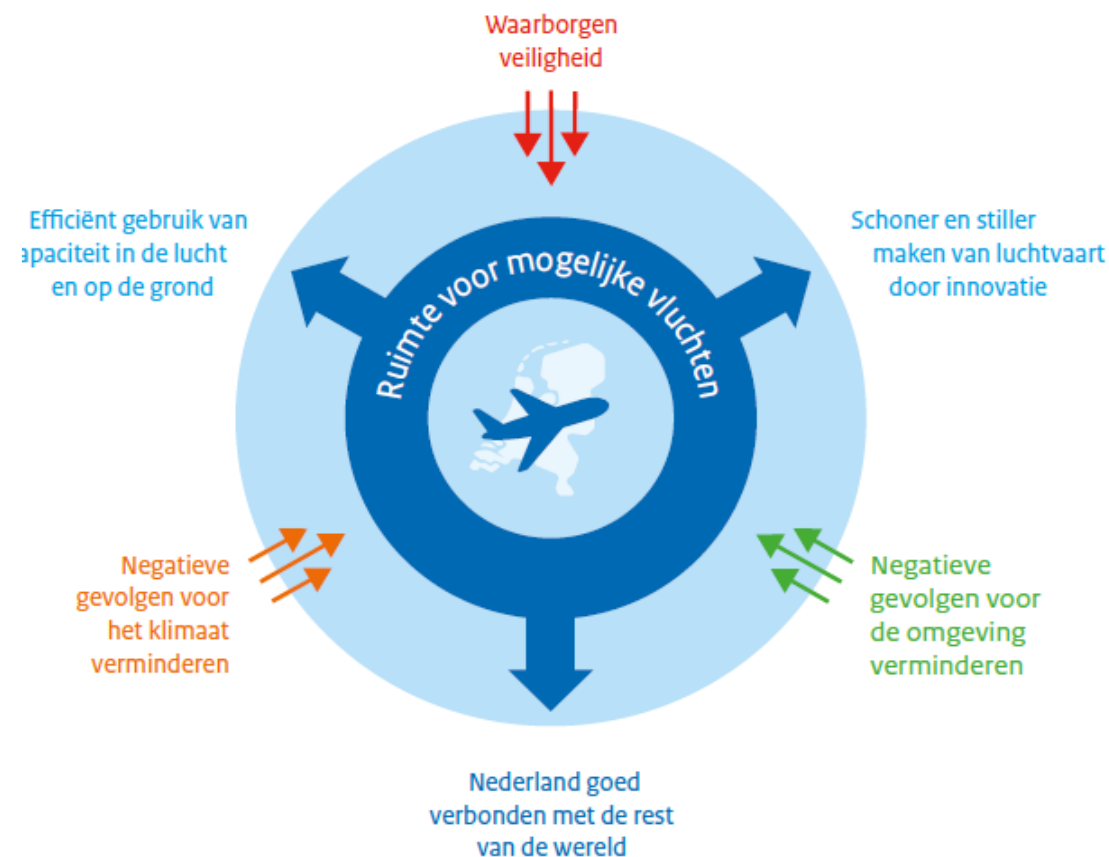 Waarborgen
veiligheid
Efficiënt gebruik van
apaciteit in de lucht
en op de grond
Schoner en stiller
maken van luchtvaart
door innovatie
Ruimte voor mogelijke vluchten
Negatieve
gevolgen voor
het klimaat
verminderen
Negatieve
gevolgen voor
de omgeving
verminderen
Nederland goed
verbonden met de rest
van de wereld